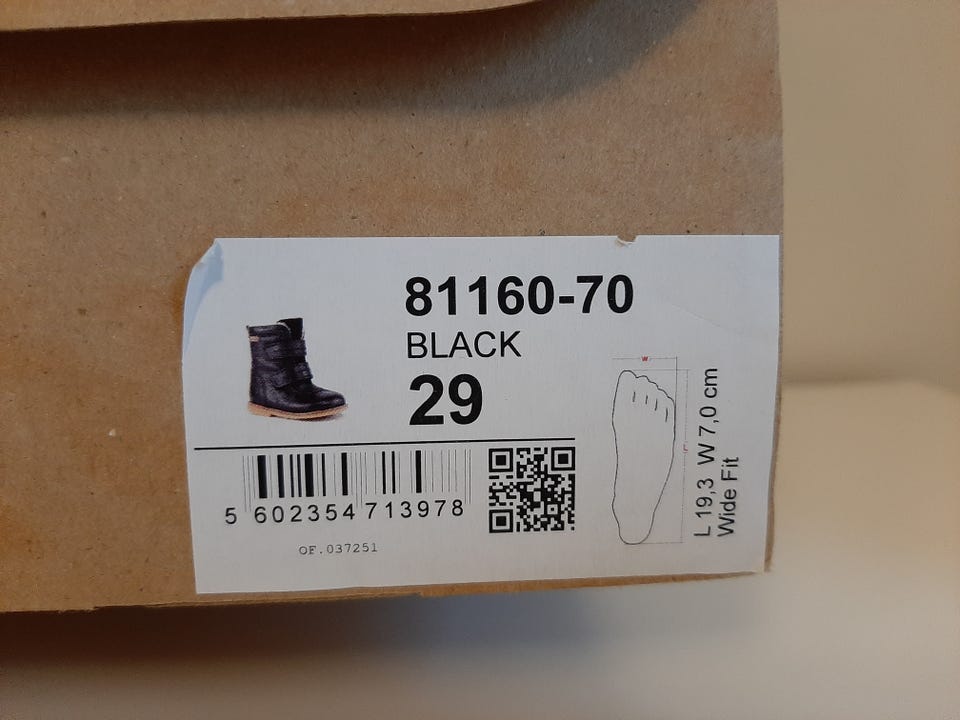 81160-70
BLACK
29
5 602354 713978
OF.037251
W
L
L 19,3 W 7,0 cm
Wide Fit